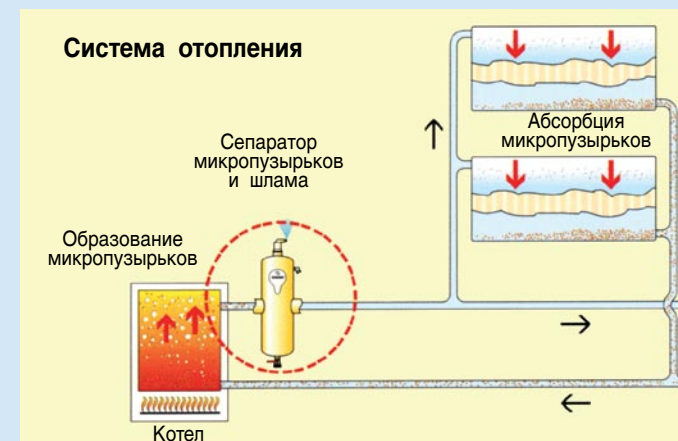 Система отопления
Абсорбция
микропузырьков
Сепаратор
микропузырьков
и шлама
Образование
микропузырьков
Котел